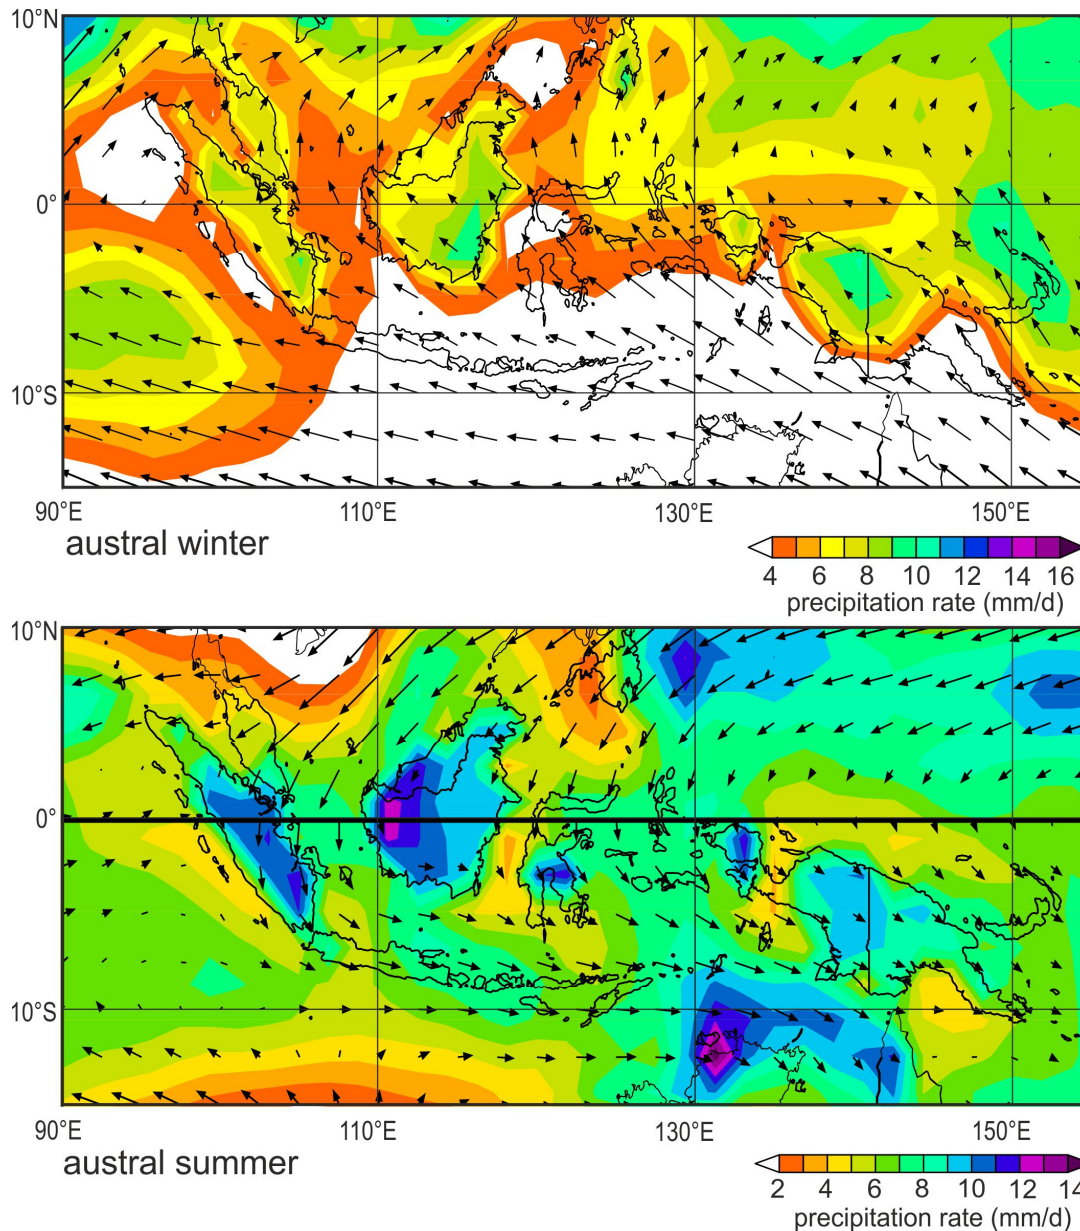 10°N
0°
10°S
90°E 110°E 130°E 150°E
austral winter
4 6 8 10 12 14 16
precipitation rate (mm/d)
10°N
0°
10°S
90°E 110°E 130°E 150°E
austral summer
2 4 6 8 10 12 14
precipitation rate (mm/d)